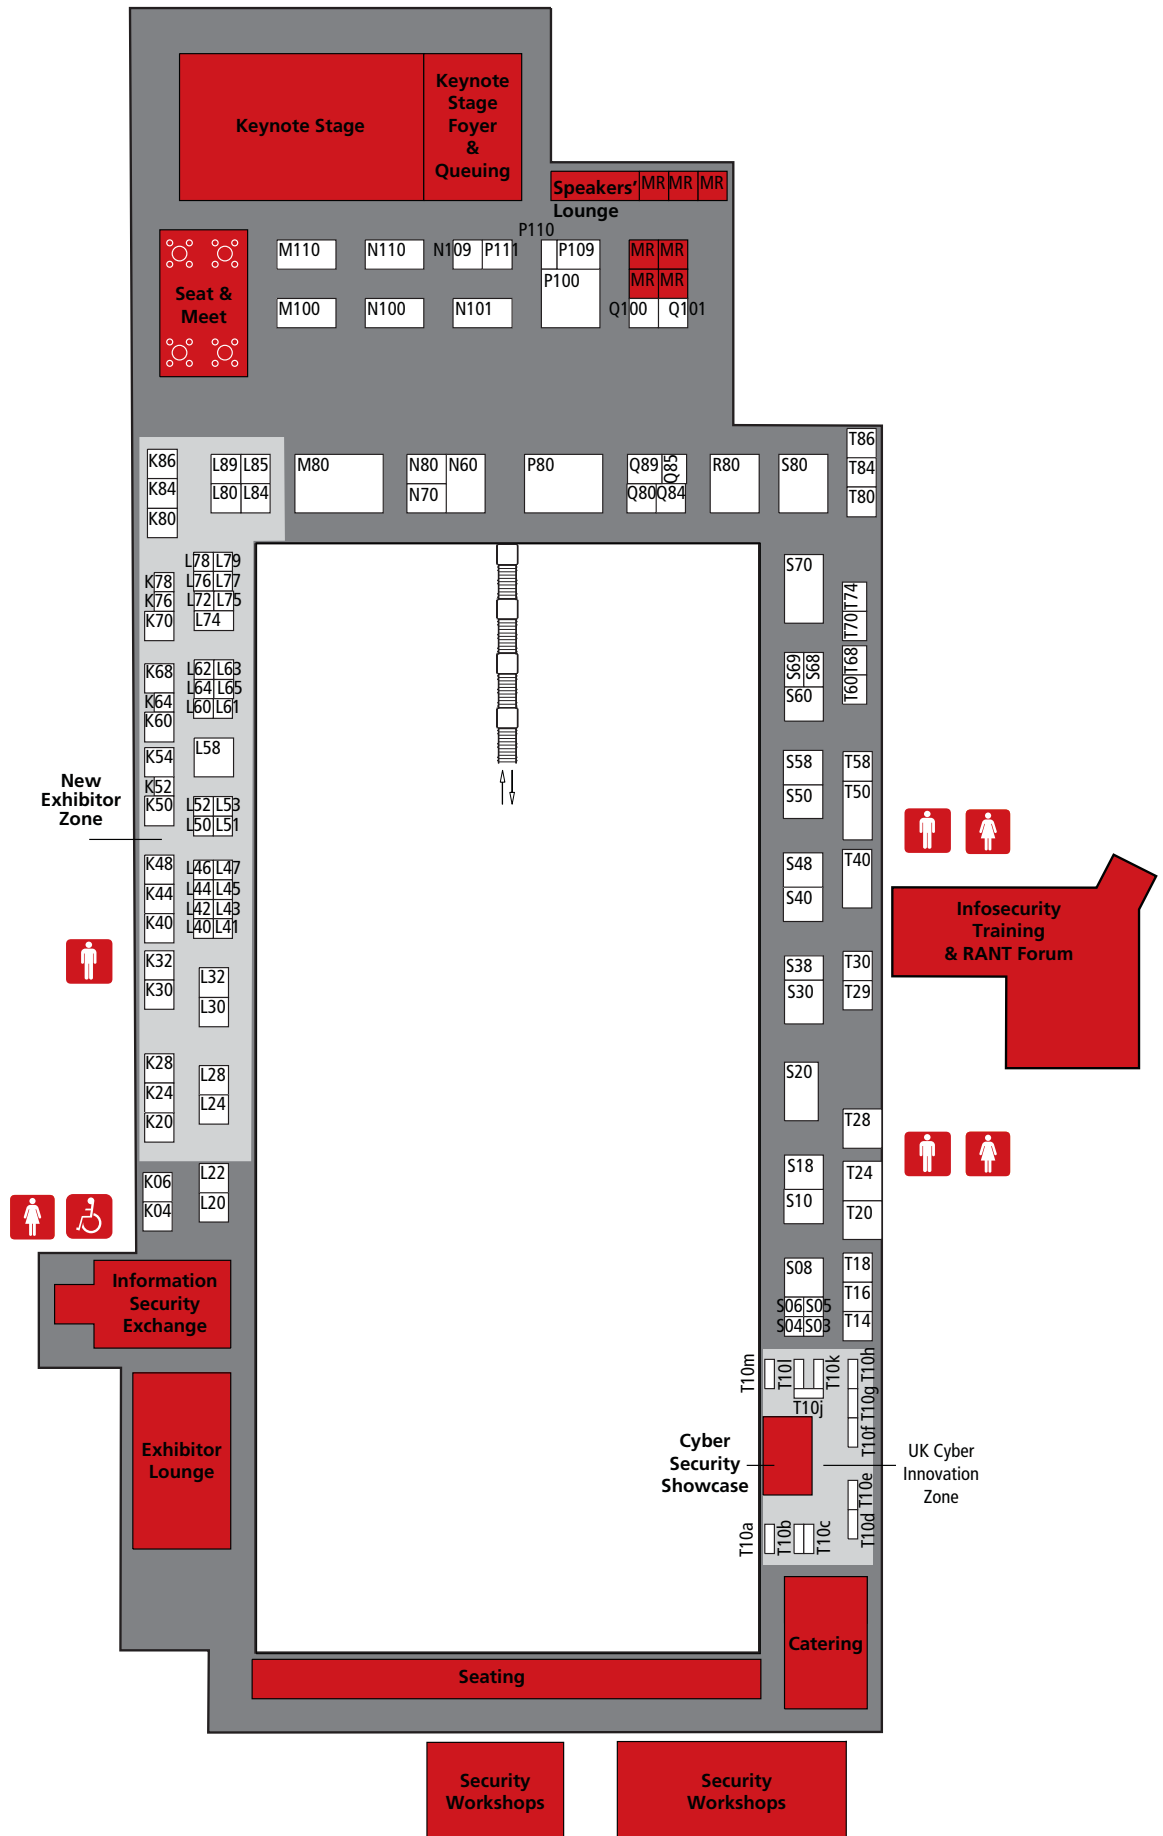 Keynote Stage
Keynote
Stage
Foyer
&
Queuing
Speakers'
Lounge
MR
MR
MR
Seat &
Meet
M110
N110
N109
P111
P110
P109
P100
MR
MR
MR
MR
M100
N100
N101
Q100
Q101
K86
K84
K80
L89
L85
L80
L84
M80
N80
N60
N70
P80
Q89
Q85
Q80
Q84
R80
S80
T86
T84
T80
L78
L79
K78
L76
L77
K76
L72
L75
K70
L74
K68
L62
L63
L64
L65
K64
L60
L61
K60
K54
L58
K52
K50
L52
L53
L50
L51
New
Exhibitor
Zone
K48
K44
K40
L46
L47
L44
L45
L42
L43
L40
L41
K32
K30
L32
L30
K28
K24
K20
L28
L24
K06
K04
L22
L20
S70
T74
T70
S69
S68
S60
T68
T60
S58
S50
T58
T50
S48
S40
T40
Infosecurity
Training
& RANT Forum
S38
S30
T30
T29
S20
T28
S18
S10
T24
T20
S08
S06
S05
S04
S03
T18
T16
T14
Information
Security
Exchange
Exhibitor
Lounge
T10m
T10l
T10k
T10j
T10h
T10g
T10f
Cyber
Security
Showcase
UK Cyber
Innovation
Zone
T10e
T10d
T10a
T10b
T10c
Catering
Seating
Security
Workshops
Security
Workshops